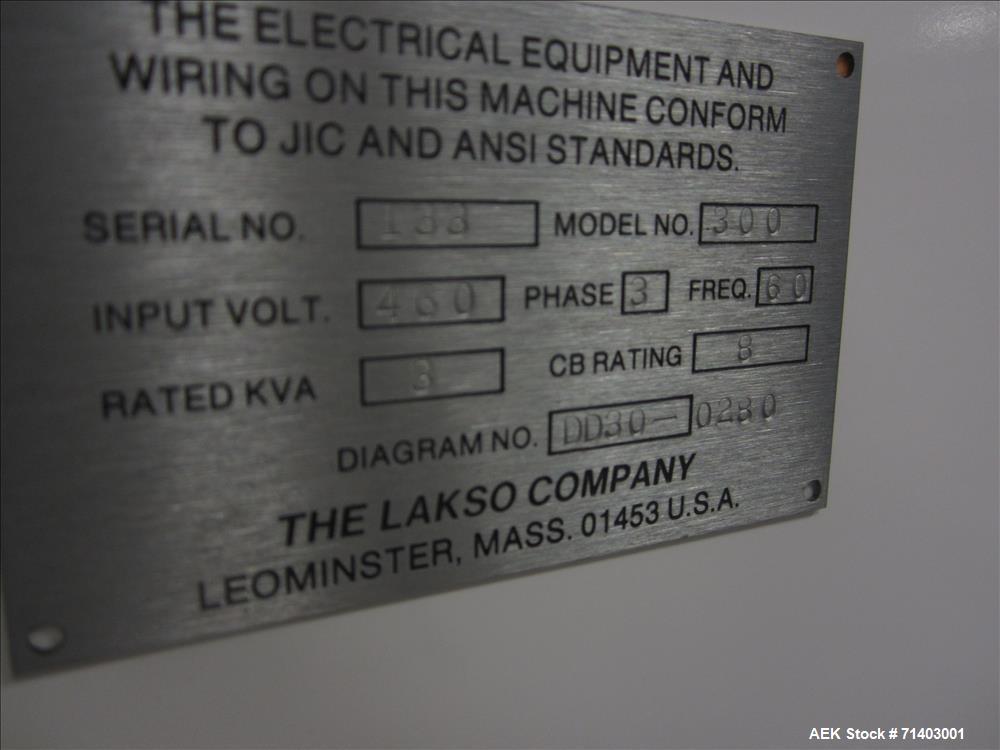 THE ELECTRICAL EQUIPMENT AND
WIRING ON THIS MACHINE CONFORM
TO JIC AND ANSI STANDARDS.
SERIAL NO. 133 MODEL NO. 300
INPUT VOLT. 460 PHASE 3 FREQ. 60
RATED KVA 3 CB RATING 8
DIAGRAM NO. DD30-0280
THE LAKSO COMPANY
LEOMINSTER, MASS. 01453 U.S.A.
AEK Stock # 71403001